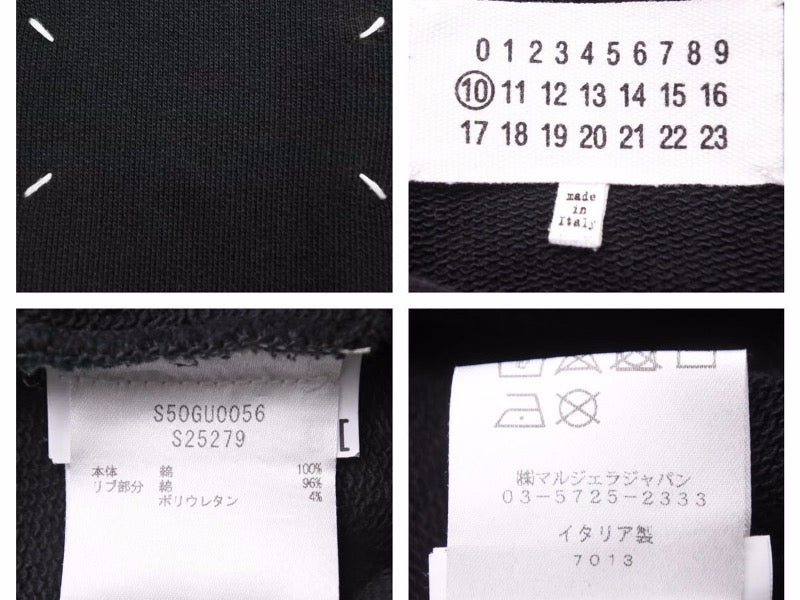 0 1 2 3 4 5 6 7 8 9
10 11 12 13 14 15 16
17 18 19 20 21 22 23
made
in
Italy
S50GU0056
S25279
本体 綿 100%
リブ部分 綿 96%
ポリウレタン 4%
㈱マルジェラジャパン
03-5725-2333
イタリア製
7013